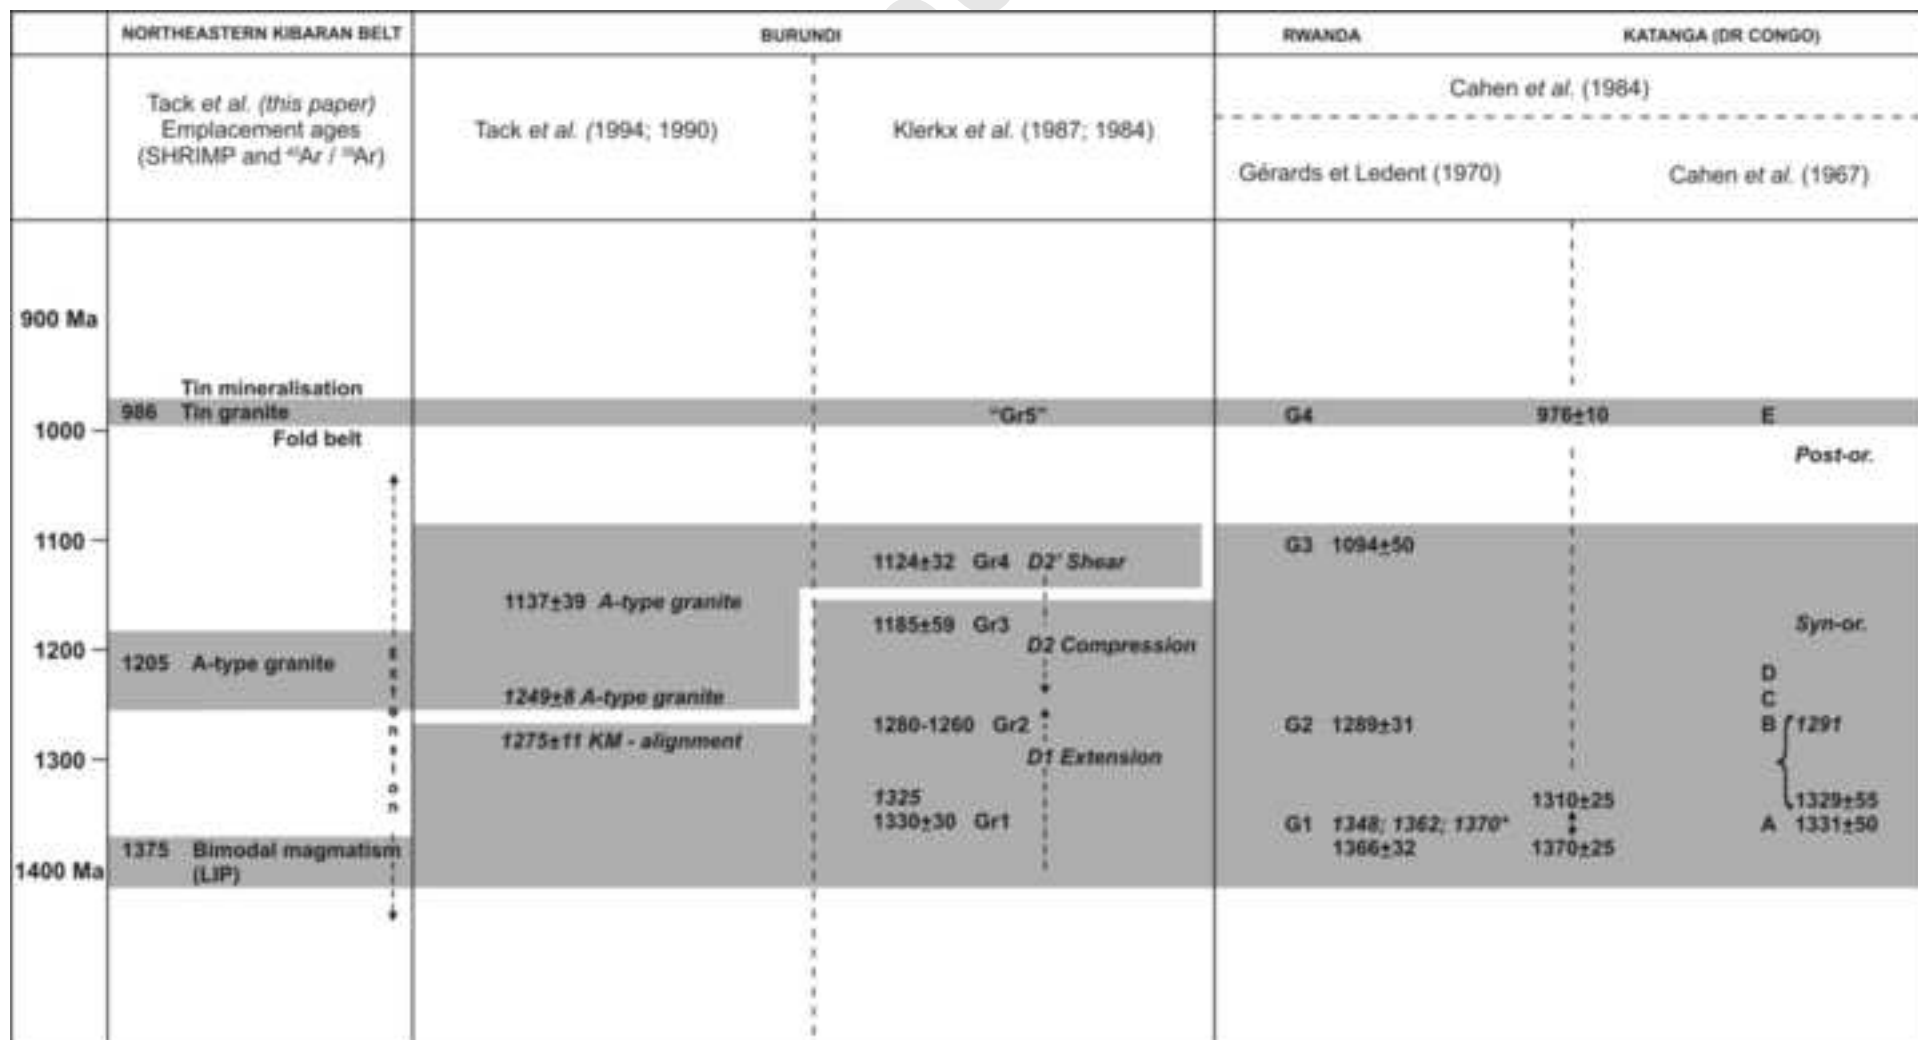 NORTHEASTERN KIBARAN BELT
BURUNDI
RWANDA
KATANGA (DR CONGO)
Tack et al. (this paper)
Emplacement ages
(SHRIMP and ⁴⁰Ar / ³⁹Ar)
Tack et al. (1994; 1990)
Klerkx et al. (1987; 1984)
Cahen et al. (1984)
Gérards et Ledent (1970)
Cahen et al. (1967)
900 Ma
Tin mineralisation
986 Tin granite
"Gr5"
G4
976±10
E
1000
Fold belt
Post-or.
1100
1124±32 Gr4 D2' Shear
G3 1094±50
1137±39 A-type granite
1185±59 Gr3
Syn-or.
1200
D2 Compression
1205 A-type granite
Extension
D
1249±8 A-type granite
C
1280-1260 Gr2
G2 1289±31
B 1291
1275±11 KM - alignment
1300
D1 Extension
1325
1310±25
1329±55
1330±30 Gr1
G1 1348; 1362; 1370*
A 1331±50
1375 Bimodal magmatism
1366±32
1370±25
1400 Ma
(LIP)